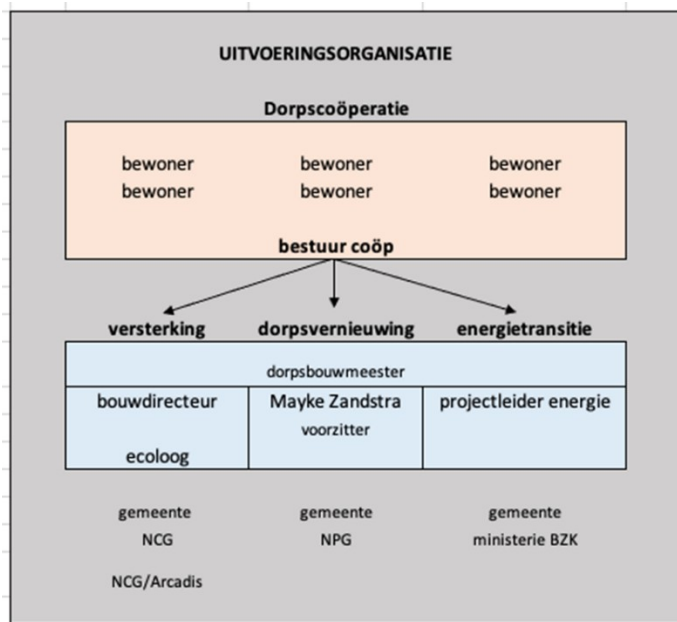 UITVOERINGSORGANISATIE
Dorpscoöperatie
bewoner bewoner bewoner
bewoner bewoner bewoner
bestuur coöp
versterking dorpsvernieuwing energietransitie
dorpsbouwmeester
bouwdirecteur Mayke Zandstra projectleider energie
voorzitter
ecoloog
gemeente gemeente gemeente
NCG NPG ministerie BZK
NCG/Arcadis